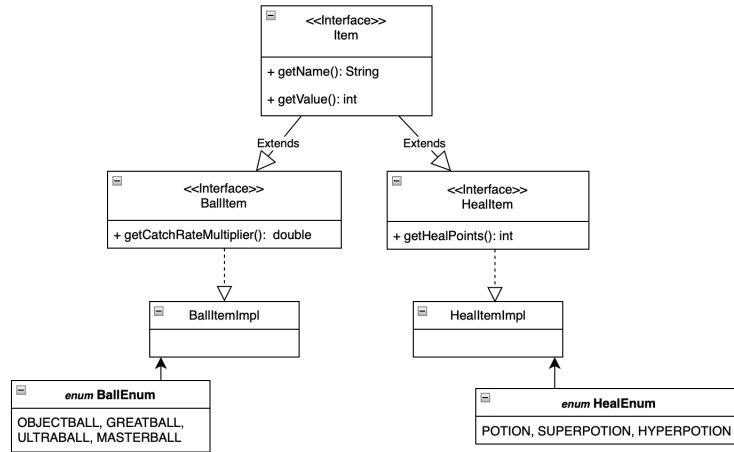 <<Interface>>
Item
+ getName(): String
+ getValue(): int
Extends
Extends
<<Interface>>
BallItem
+ getCatchRateMultiplier(): double
<<Interface>>
HealItem
+ getHealPoints(): int
BallItemImpl
HealItemImpl
enum BallEnum
OBJECTBALL, GREATBALL,
ULTRABALL, MASTERBALL
enum HealEnum
POTION, SUPERPOTION, HYPERPOTION